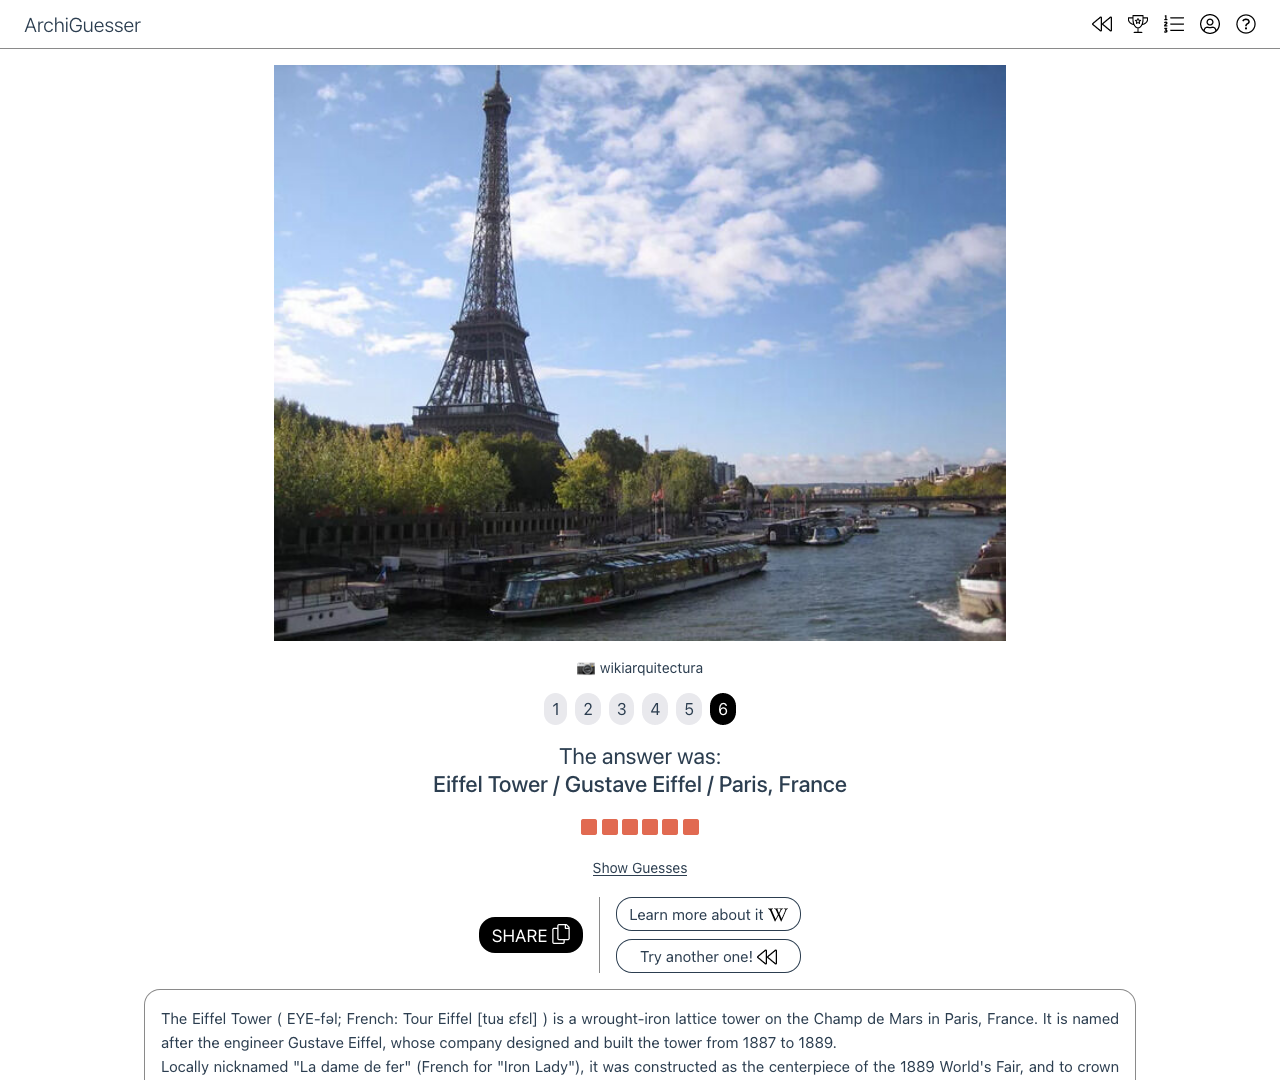 ArchiGuesser
wikiarquitectura
1 2 3 4 5 6
The answer was:
Eiffel Tower / Gustave Eiffel / Paris, France
Show Guesses
SHARE
Learn more about it W
Try another one!
The Eiffel Tower ( EYE-fəl; French: Tour Eiffel [tuʁ ɛfɛl] ) is a wrought-iron lattice tower on the Champ de Mars in Paris, France. It is named
after the engineer Gustave Eiffel, whose company designed and built the tower from 1887 to 1889.
Locally nicknamed "La dame de fer" (French for "Iron Lady"), it was constructed as the centerpiece of the 1889 World's Fair, and to crown